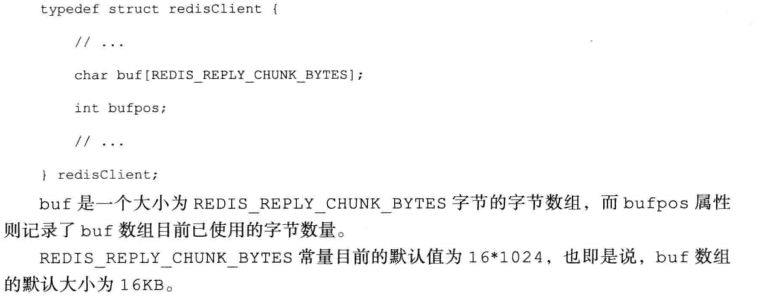 typedef struct redisClient {
// ...
char buf[REDIS_REPLY_CHUNK_BYTES];
int bufpos;
// ...
} redisClient;
buf 是一个大小为 REDIS_REPLY_CHUNK_BYTES 字节的字节数组，而 bufpos 属性
则记录了 buf 数组目前已使用的字节数量。
REDIS_REPLY_CHUNK_BYTES 常量目前的默认值为 16*1024，也即是说，buf 数组
的默认大小为 16KB。